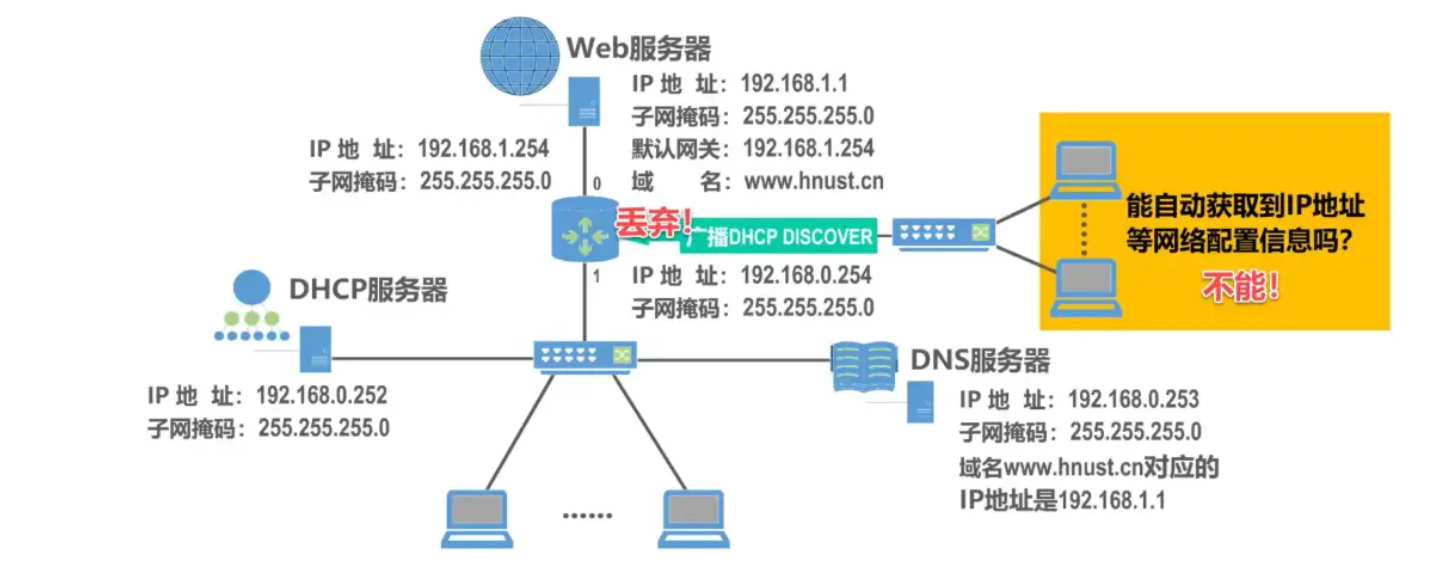 Web服务器
IP 地 址：192.168.1.1
子网掩码：255.255.255.0
默认网关：192.168.1.254
域 名：www.hnust.cn
IP 地 址：192.168.1.254
子网掩码：255.255.255.0
0
丢弃！
广播DHCP DISCOVER
能自动获取到IP地址
等网络配置信息吗？
不能！
1
IP 地 址：192.168.0.254
子网掩码：255.255.255.0
DHCP服务器
IP 地 址：192.168.0.252
子网掩码：255.255.255.0
DNS服务器
IP 地 址：192.168.0.253
子网掩码：255.255.255.0
域名www.hnust.cn对应的
IP地址是192.168.1.1
……